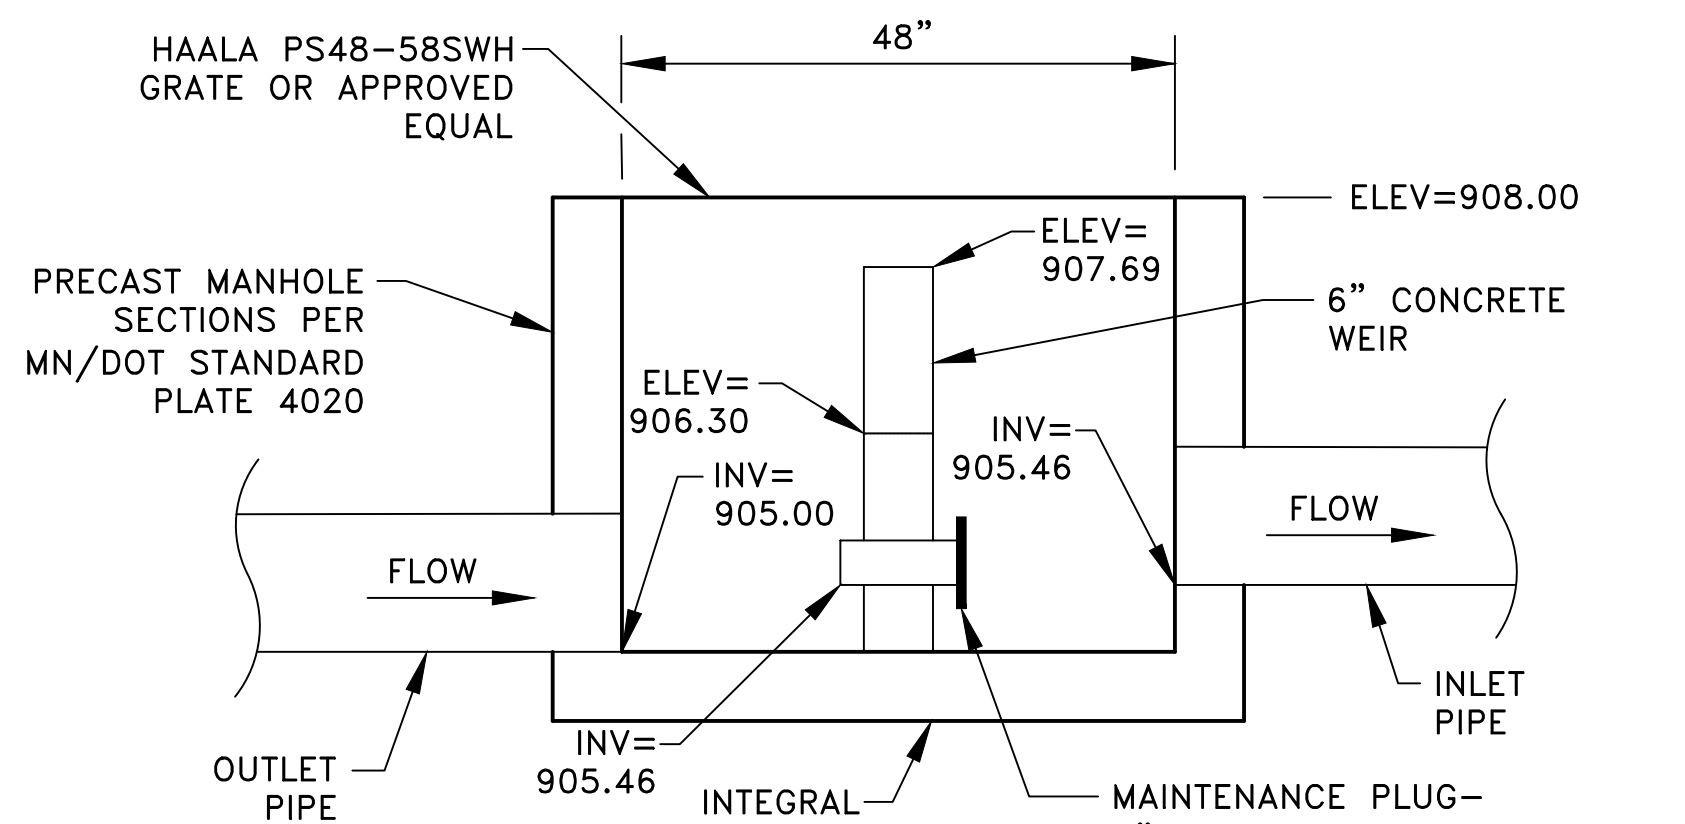 HAALA PS48-58SWH
GRATE OR APPROVED
EQUAL
48”
ELEV=908.00
ELEV=
907.69
PRECAST MANHOLE
SECTIONS PER
MN/DOT STANDARD
PLATE 4020
6” CONCRETE
WEIR
ELEV=
906.30
INV=
905.46
INV=
905.00
FLOW
FLOW
INLET
PIPE
OUTLET
PIPE
INV=
905.46
INTEGRAL
MAINTENANCE PLUG-